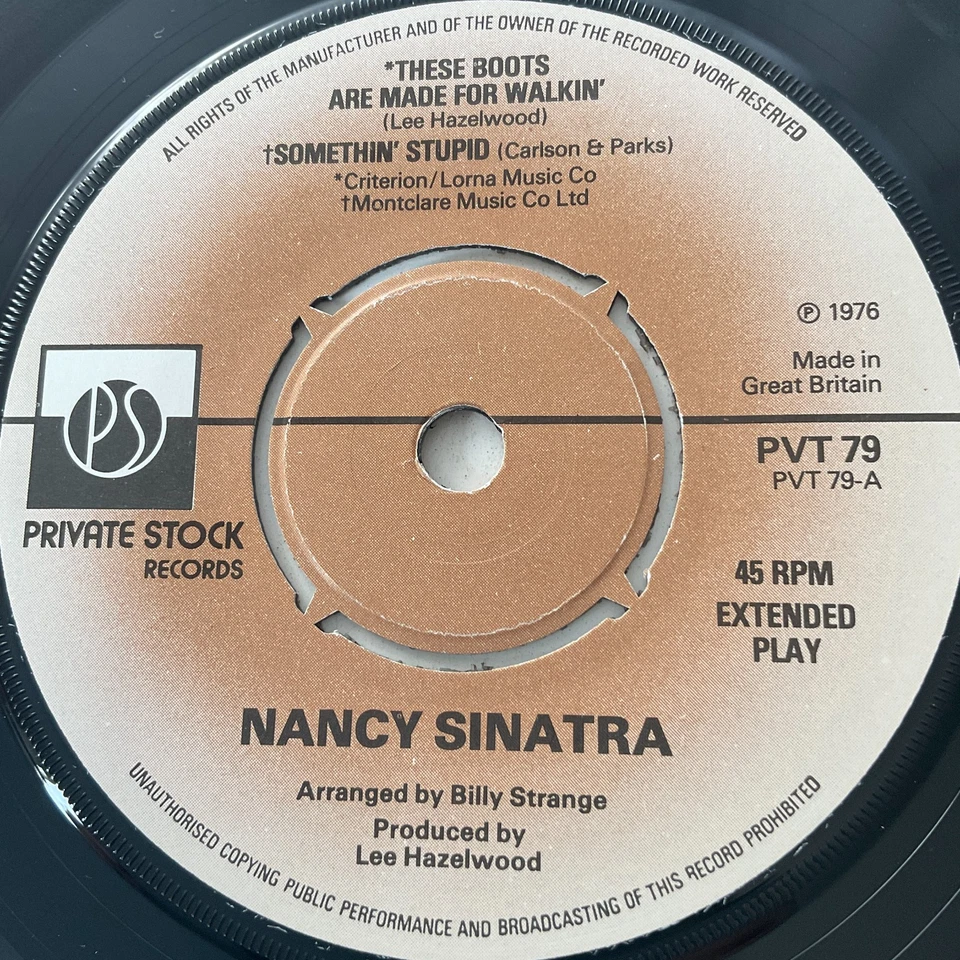 ALL RIGHTS OF THE MANUFACTURER AND OF THE OWNER OF THE RECORDED WORK RESERVED
*THESE BOOTS
ARE MADE FOR WALKIN'
(Lee Hazelwood)
†SOMETHIN' STUPID (Carlson & Parks)
*Criterion/Lorna Music Co
†Montclare Music Co Ltd
℗ 1976
Made in
Great Britain
PS
PRIVATE STOCK
RECORDS
PVT 79
PVT 79-A
45 RPM
EXTENDED
PLAY
NANCY SINATRA
Arranged by Billy Strange
Produced by
Lee Hazelwood
UNAUTHORISED COPYING PUBLIC PERFORMANCE AND BROADCASTING OF THIS RECORD PROHIBITED